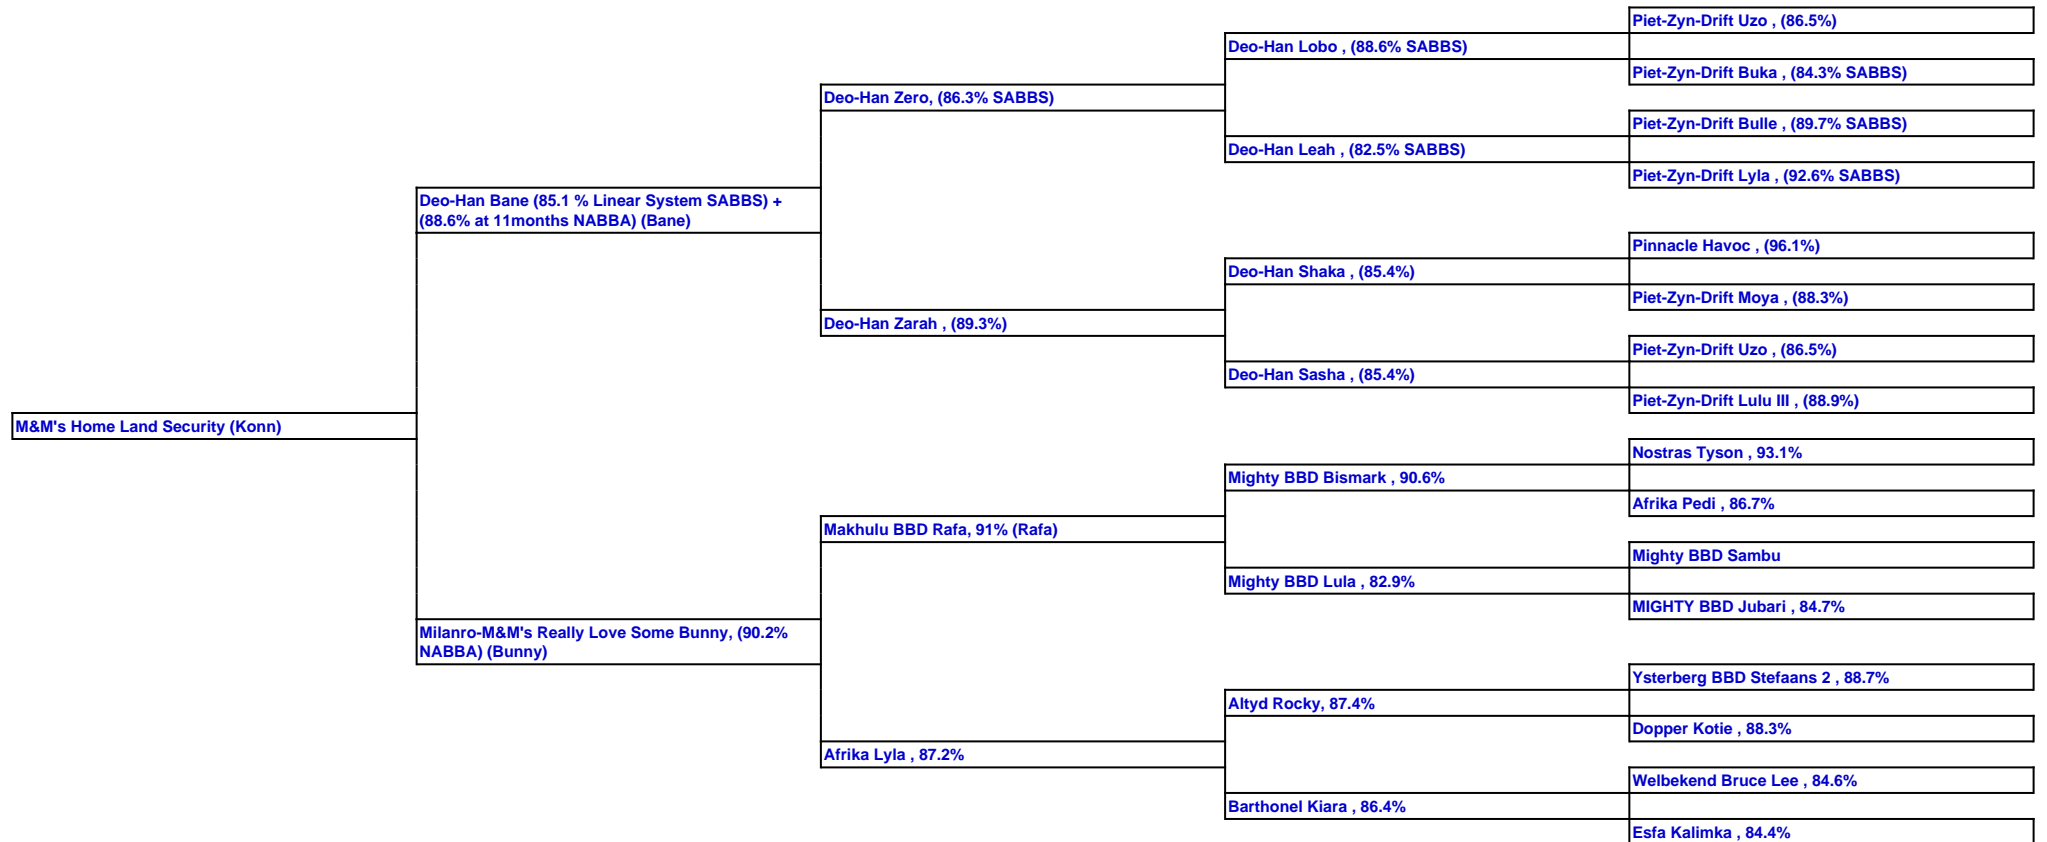 Piet-Zyn-Drift Uzo , (86.5%)
Deo-Han Lobo , (88.6% SABBS)
Piet-Zyn-Drift Buka , (84.3% SABBS)
Deo-Han Zero, (86.3% SABBS)
Piet-Zyn-Drift Bulle , (89.7% SABBS)
Deo-Han Leah , (82.5% SABBS)
Piet-Zyn-Drift Lyla , (92.6% SABBS)
Deo-Han Bane (85.1 % Linear System SABBS) +
(88.6% at 11months NABBA) (Bane)
Pinnacle Havoc , (96.1%)
Deo-Han Shaka , (85.4%)
Piet-Zyn-Drift Moya , (88.3%)
Deo-Han Zarah , (89.3%)
Piet-Zyn-Drift Uzo , (86.5%)
Deo-Han Sasha , (85.4%)
Piet-Zyn-Drift Lulu III , (88.9%)
M&M's Home Land Security (Konn)
Nostras Tyson , 93.1%
Mighty BBD Bismark , 90.6%
Afrika Pedi , 86.7%
Makhulu BBD Rafa, 91% (Rafa)
Mighty BBD Sambu
Mighty BBD Lula , 82.9%
MIGHTY BBD Jubari , 84.7%
Milanro-M&M's Really Love Some Bunny, (90.2%
NABBA) (Bunny)
Ysterberg BBD Stefaans 2 , 88.7%
Altyd Rocky, 87.4%
Dopper Kotie , 88.3%
Afrika Lyla , 87.2%
Welbekend Bruce Lee , 84.6%
Barthonel Kiara , 86.4%
Esfa Kalimka , 84.4%